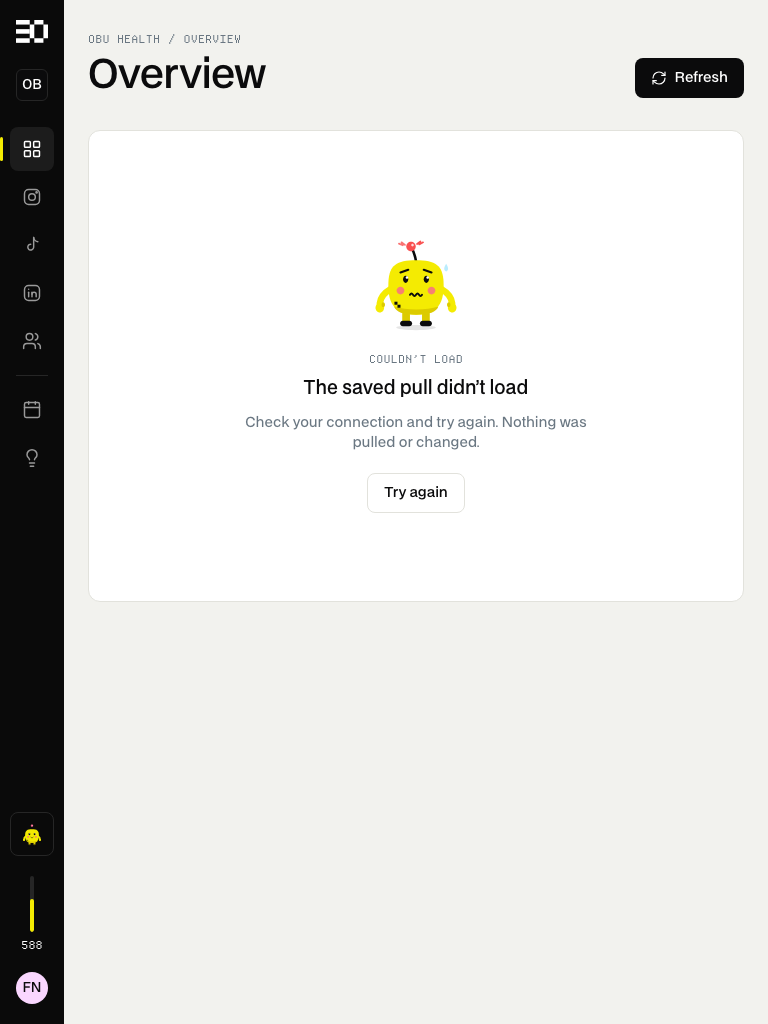 OB
OBU HEALTH / OVERVIEW
Overview
Refresh
COULDN’T LOAD
The saved pull didn’t load
Check your connection and try again. Nothing was
pulled or changed.
Try again
588
FN